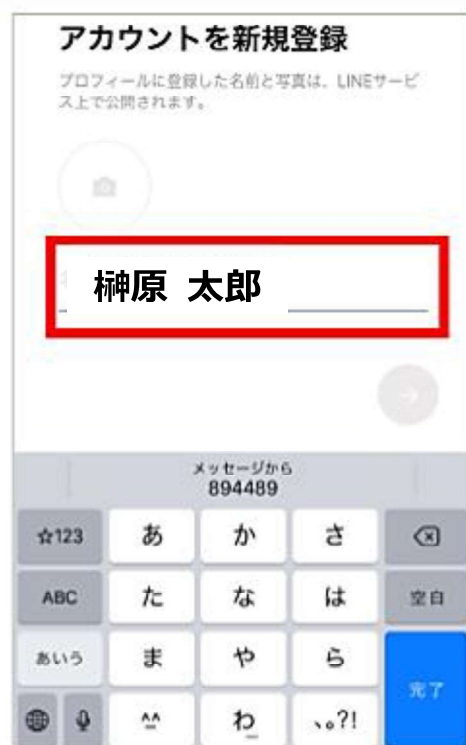 アカウントを新規登録
プロフィールに登録した名前と写真は、LINEサービ
ス上で公開されます。
榊原 太郎
メッセージから
894489
☆123 あ か さ
ABC た な は 空白
あいう ま や ら 完了
^^ わ 、。?!